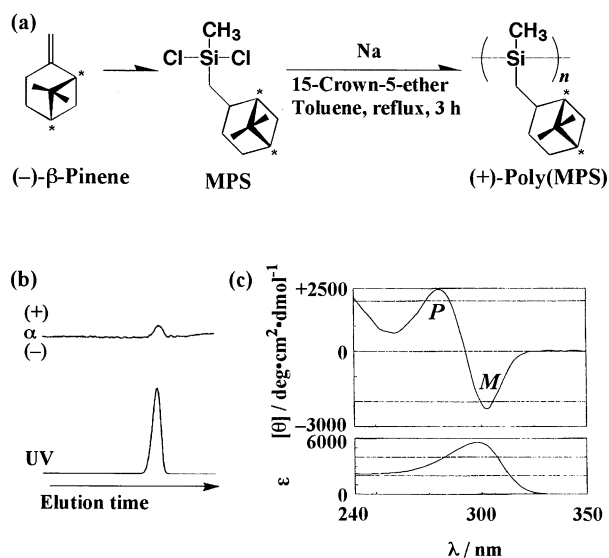 (a)
CH3
Cl
Si
Cl
*
*
(–)-β-Pinene
*
*
MPS
Na
15-Crown-5-ether
Toluene, reflux, 3 h
CH3
Si
n
*
*
(+)-Poly(MPS)
(b)
(+)
α
(–)
UV
Elution time
(c)
[θ] / deg•cm2•dmol-1
+2500
0
–3000
P
M
6000
ε
0
240
300
350
λ / nm